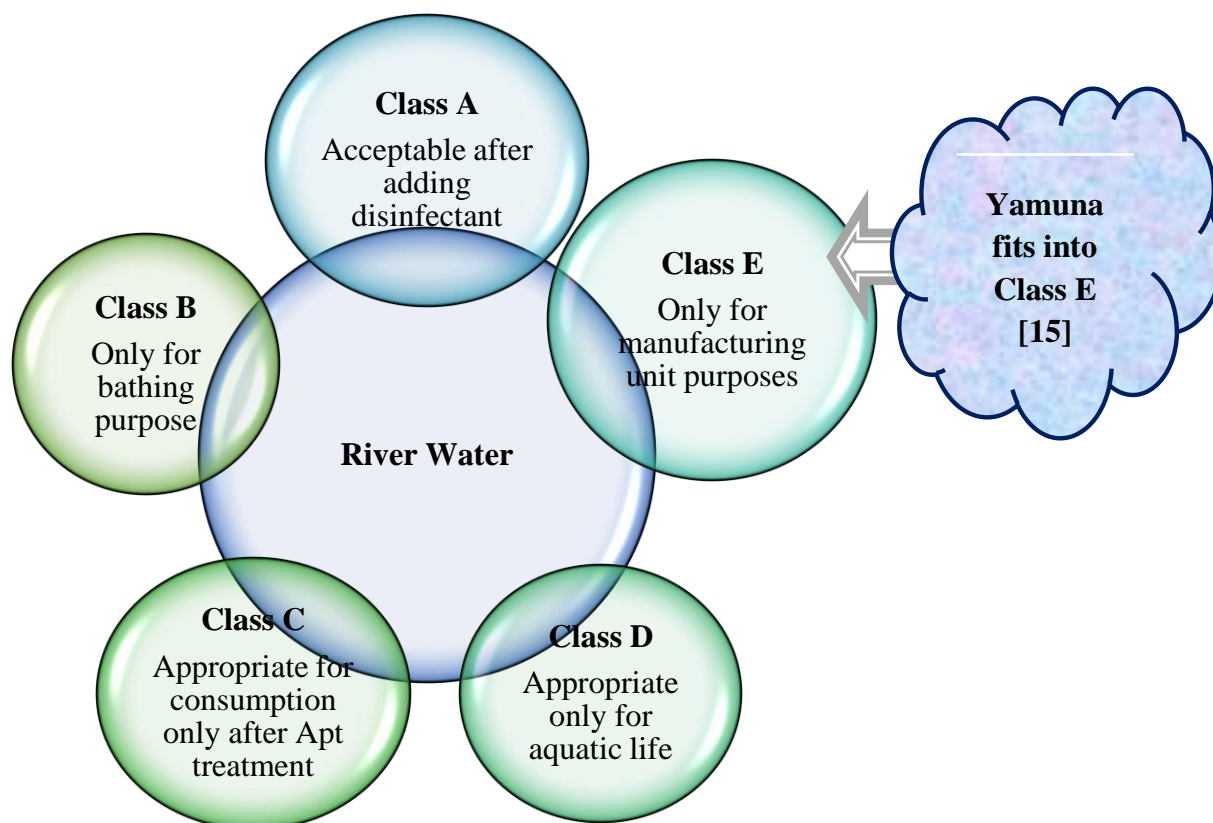 Class A
Acceptable after
adding
disinfectant
Class E
Only for
manufacturing
unit purposes
Yamuna
fits into
Class E
[15]
Class B
Only for
bathing
purpose
River Water
Class C
Appropriate for
consumption
only after Apt
treatment
Class D
Appropriate
only for
aquatic life